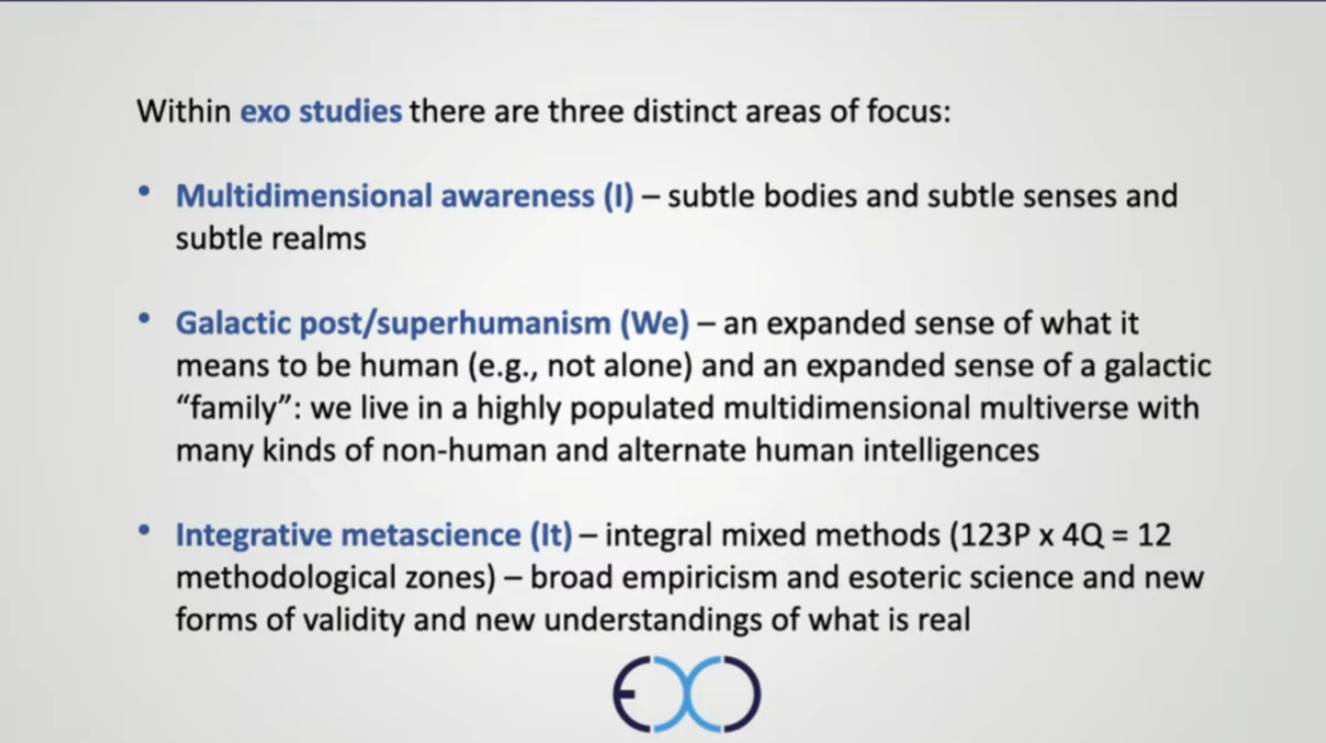 Within exo studies there are three distinct areas of focus:
• Multidimensional awareness (I) – subtle bodies and subtle senses and
subtle realms
• Galactic post/superhumanism (We) – an expanded sense of what it
means to be human (e.g., not alone) and an expanded sense of a galactic
“family”: we live in a highly populated multidimensional multiverse with
many kinds of non-human and alternate human intelligences
• Integrative metascience (It) – integral mixed methods (123P x 4Q = 12
methodological zones) – broad empiricism and esoteric science and new
forms of validity and new understandings of what is real
EXO